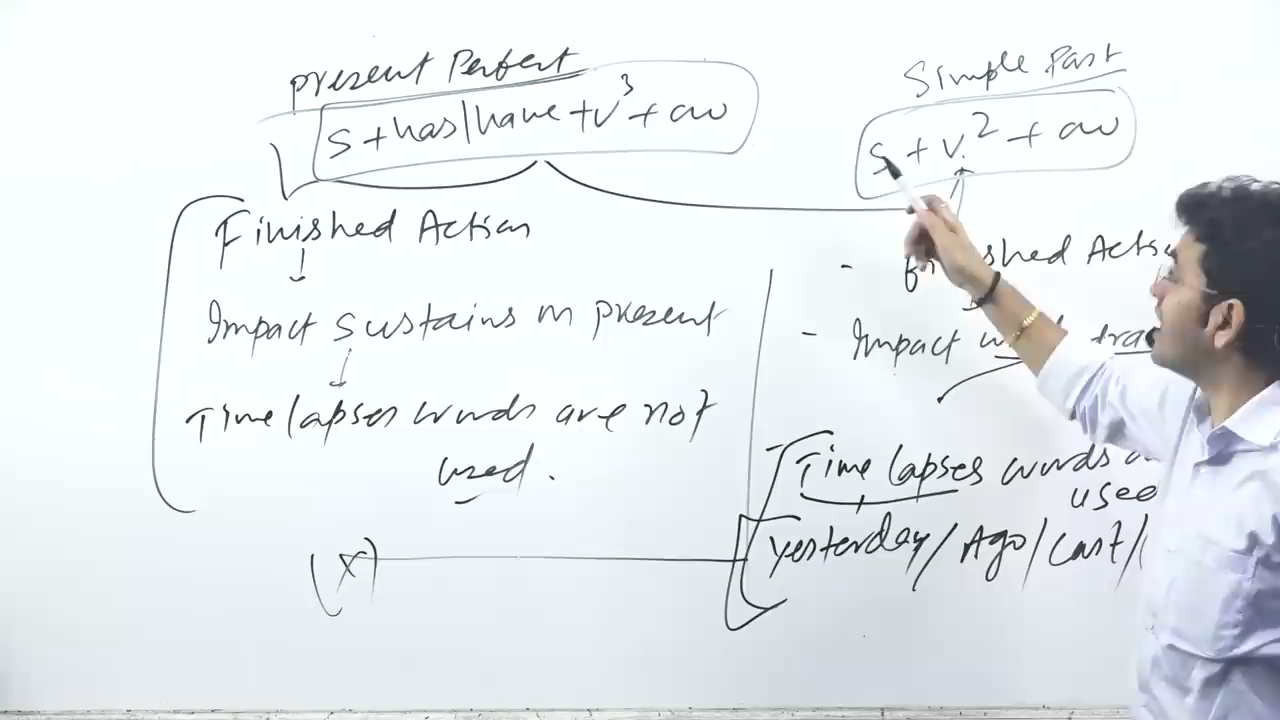 Present Perfect
S + has/have + V³ + aw
Finished Action
Impact sustains in present
Time lapses words are not
used.
(x)
Simple Past
S + V² + aw
- Actio
- Impact
- Time lapses words
used
Yesterday / Ago / Last /